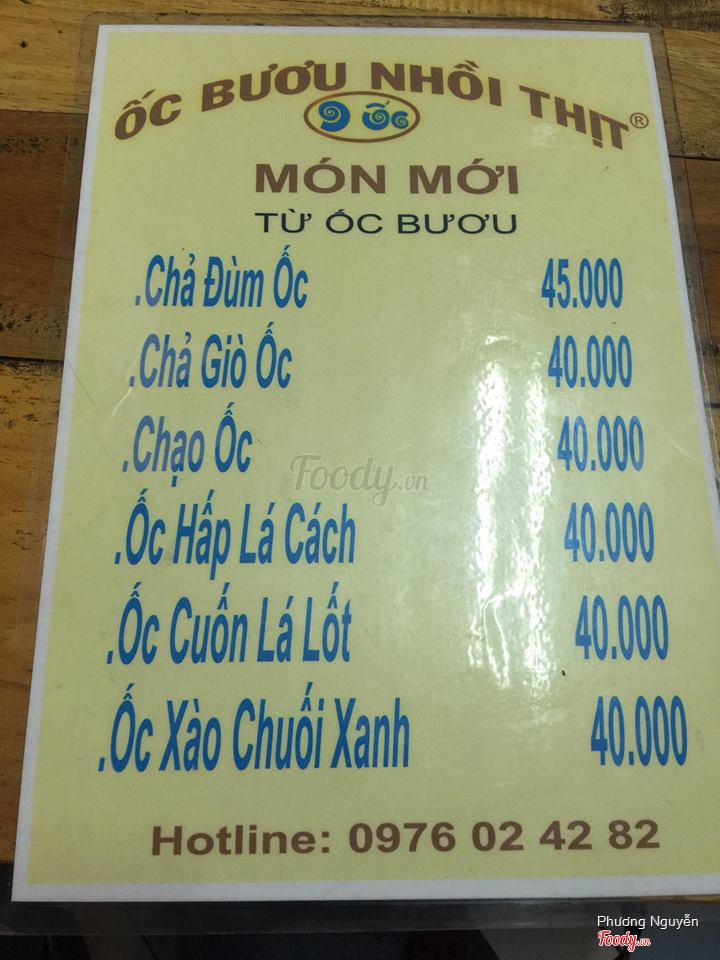 ỐC BƯƠU NHỒI THỊT®
9 ỐC
MÓN MỚI
TỪ ỐC BƯƠU
.Chả Đùm Ốc 45.000
.Chả Giò Ốc 40.000
.Chạo Ốc 40.000
Foody.vn
.Ốc Hấp Lá Cách 40.000
.Ốc Cuốn Lá Lốt 40.000
.Ốc Xào Chuối Xanh 40.000
Hotline: 0976 02 42 82
Phương Nguyễn
Foody.vn